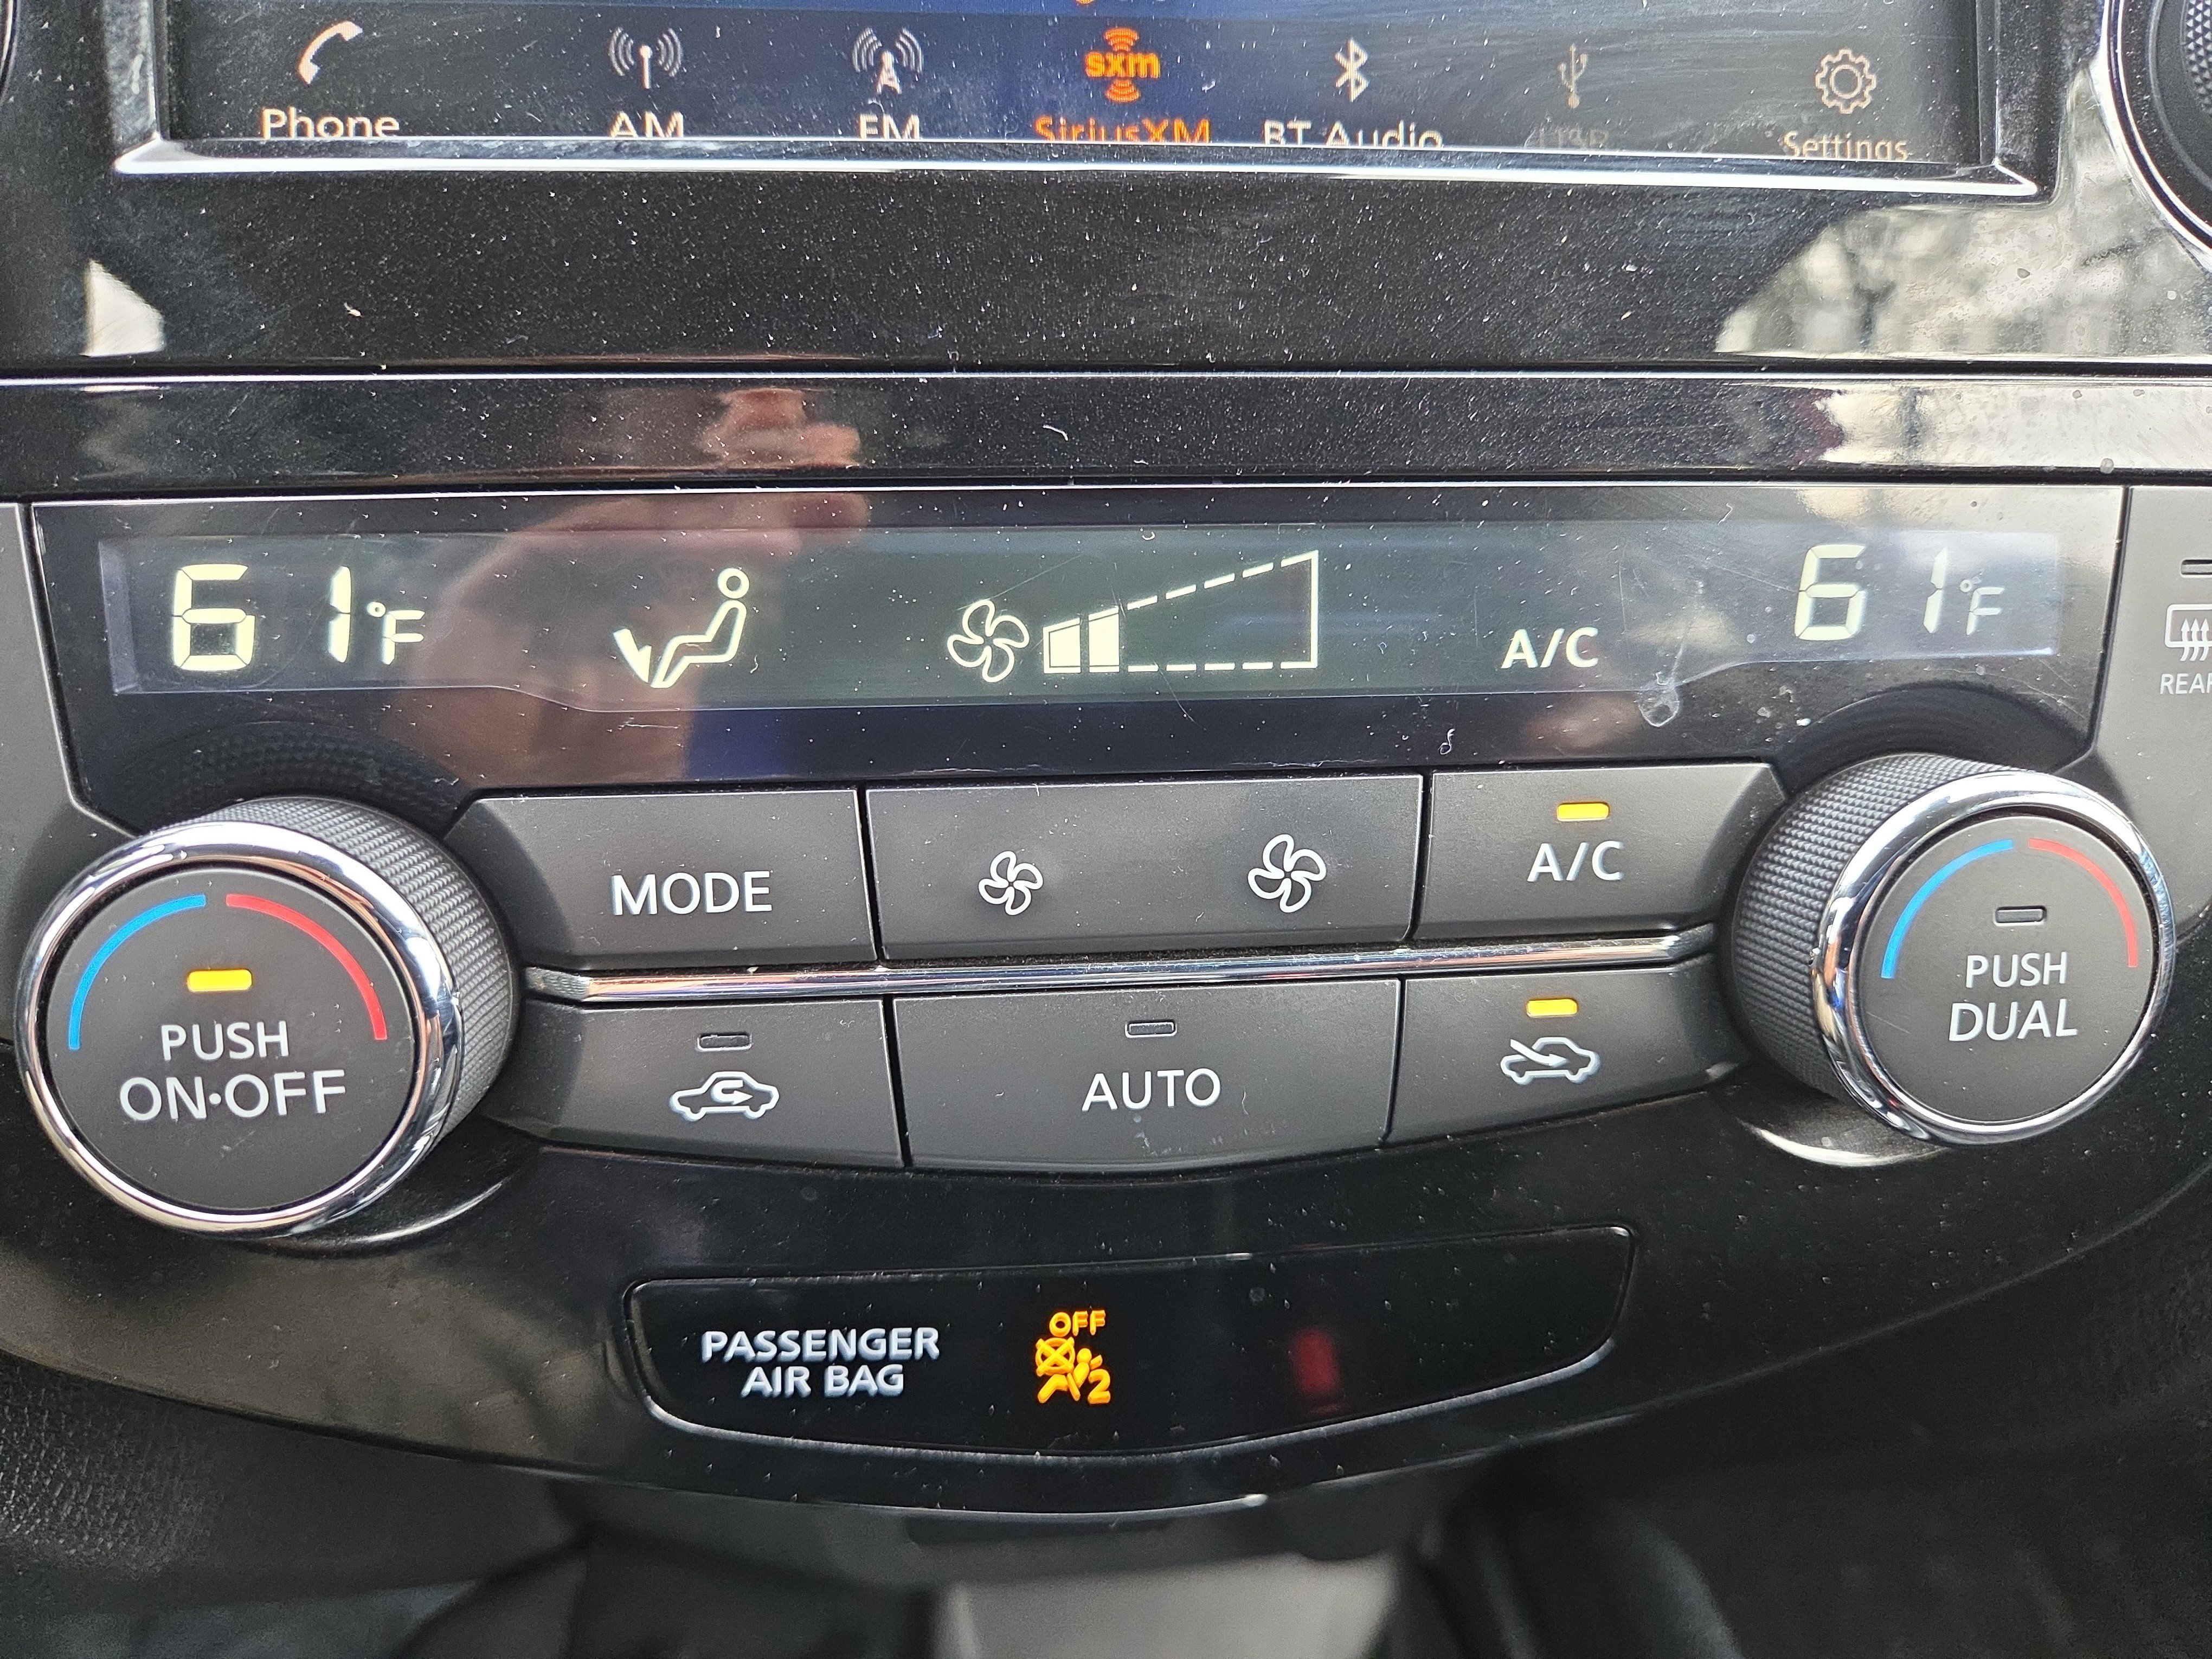 sxm
Phone AM FM SiriusXM BT Audio USB Settings
61°F A/C 61°F
REAR
MODE A/C
PUSH
ON·OFF
AUTO
PUSH
DUAL
PASSENGER
AIR BAG
OFF
2